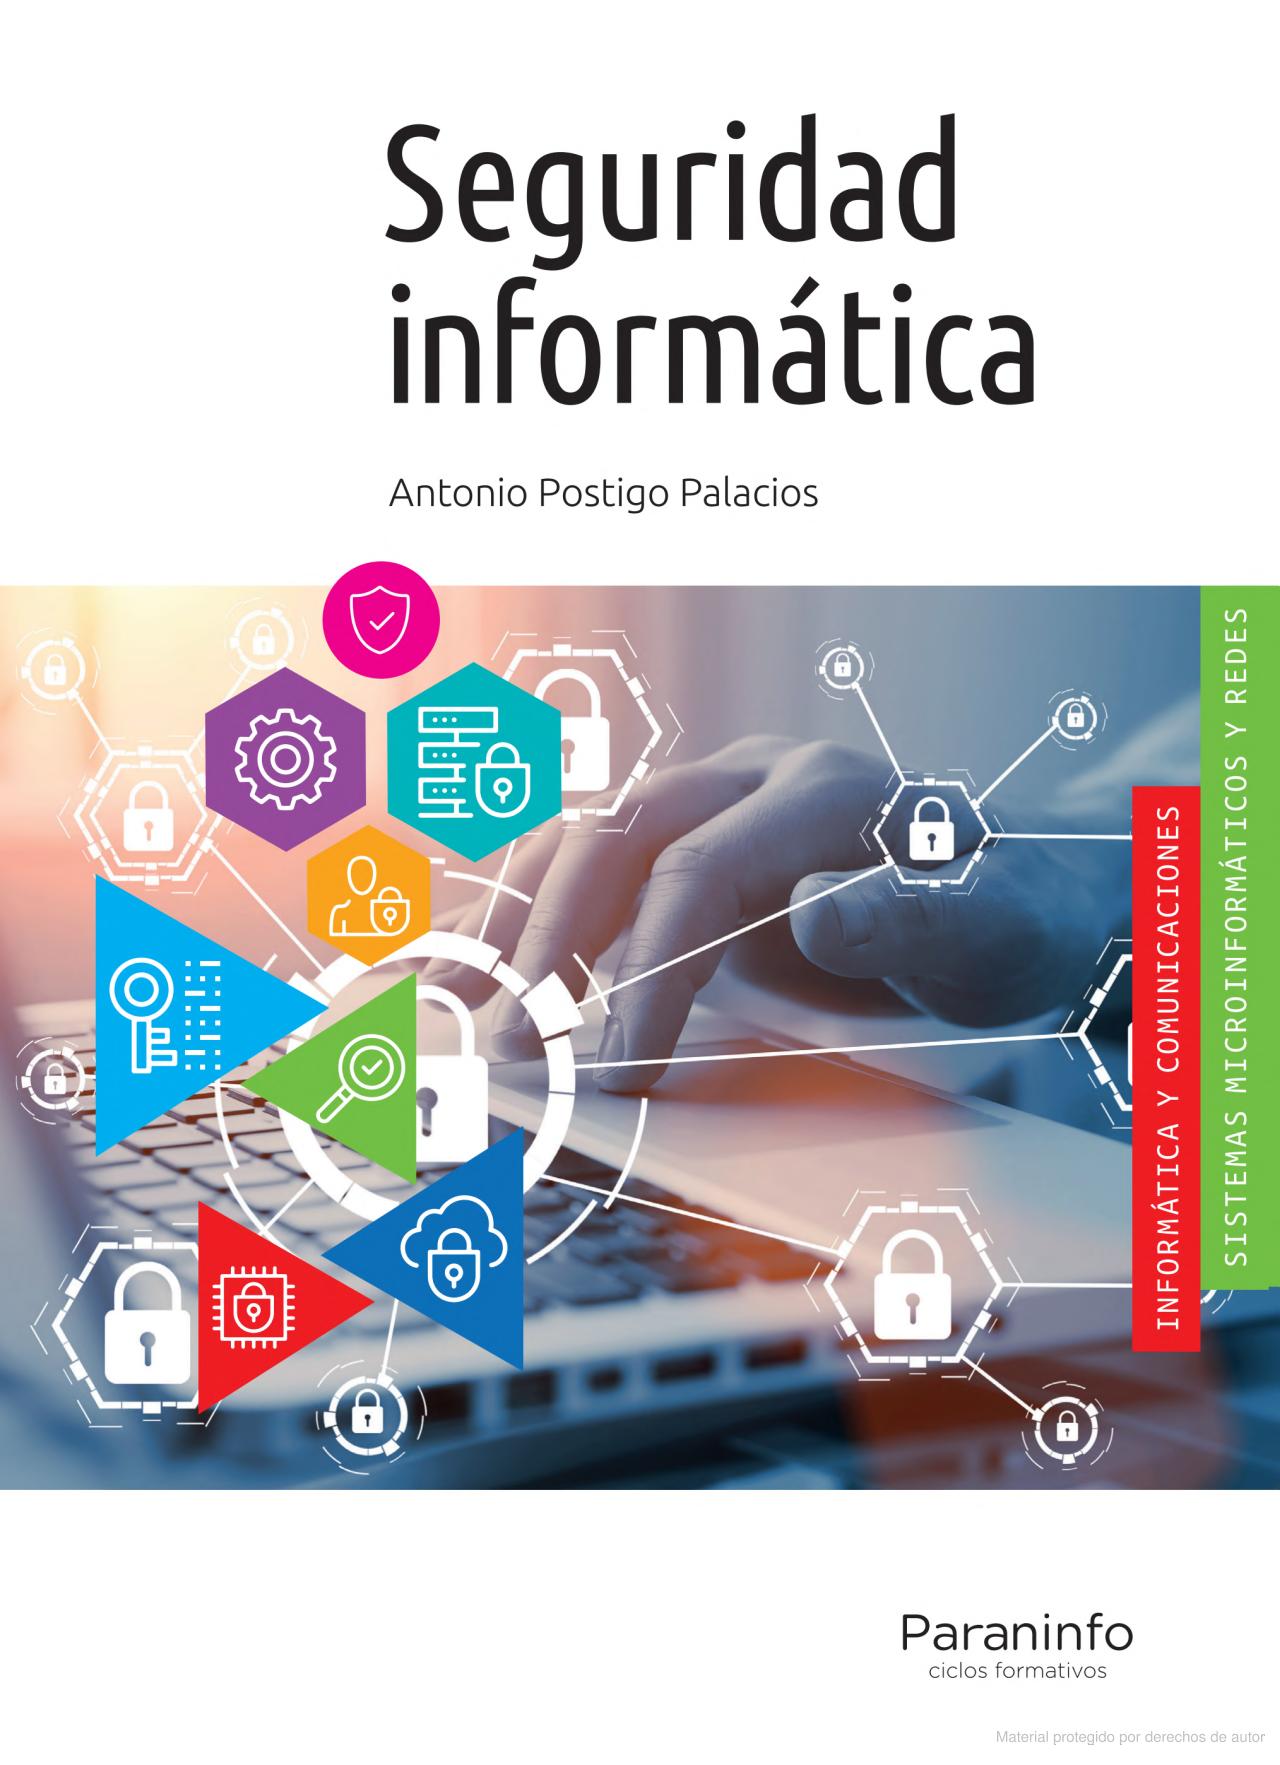 Seguridad
informática
Antonio Postigo Palacios
SISTEMAS MICROINFORMÁTICOS Y REDES
INFORMÁTICA Y COMUNICACIONES
Paraninfo
ciclos formativos
Material protegido por derechos de autor